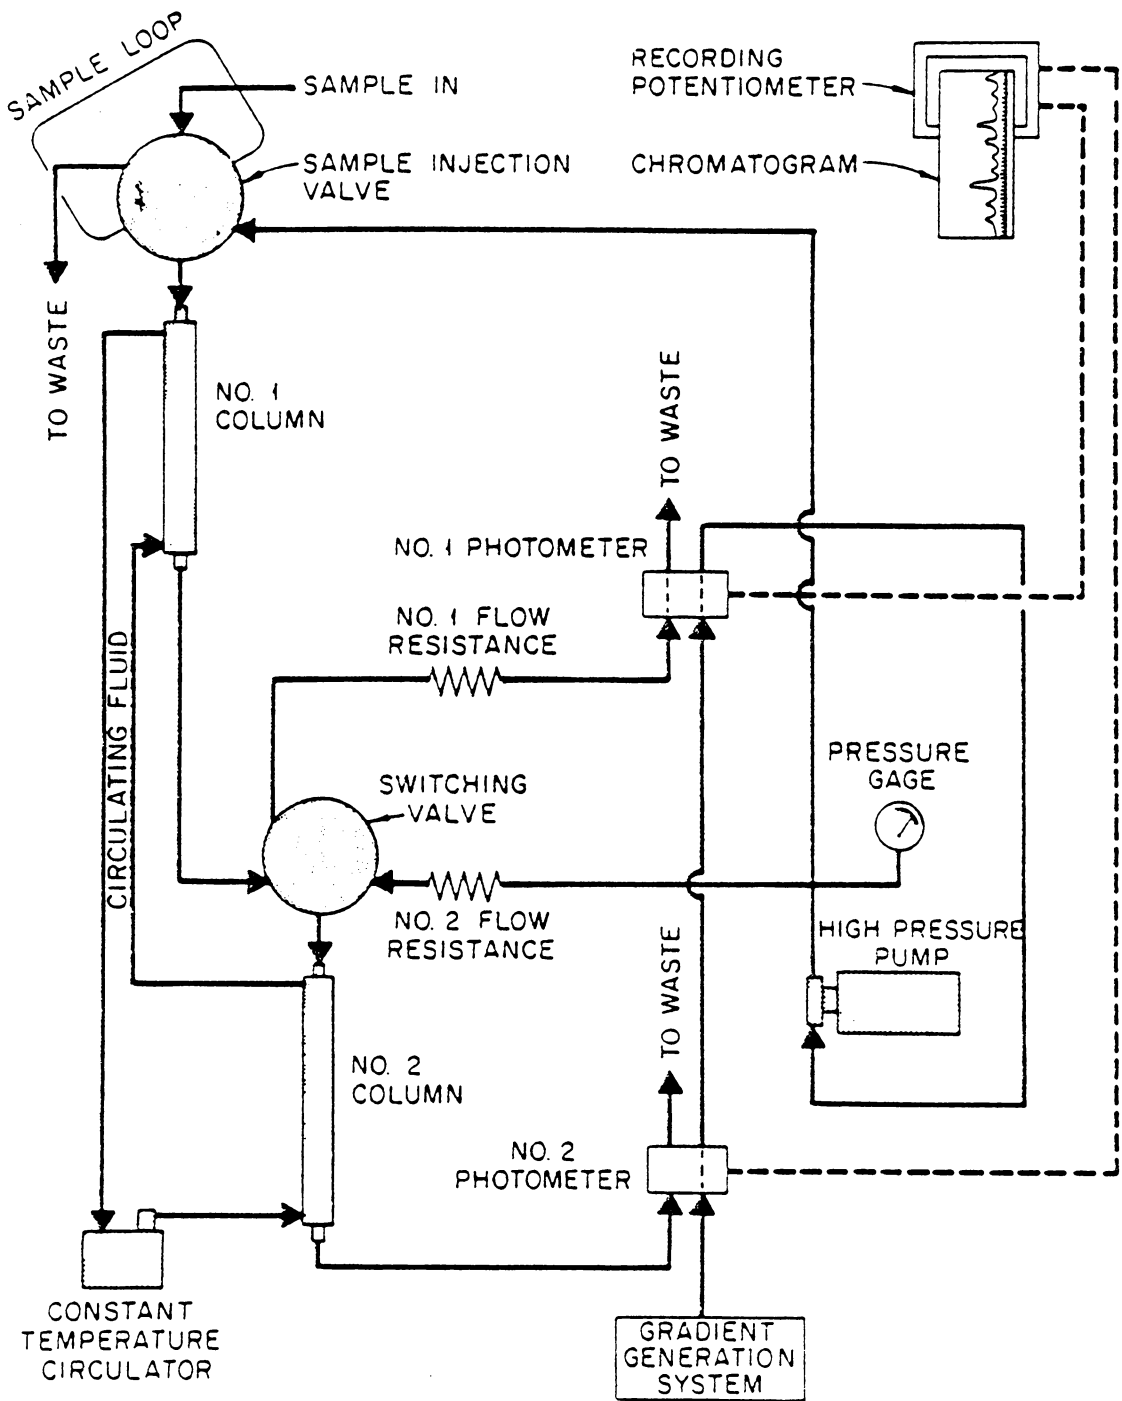 SAMPLE LOOP
SAMPLE IN
SAMPLE INJECTION
VALVE
RECORDING
POTENTIOMETER
CHROMATOGRAM
TO WASTE
NO. 1
COLUMN
TO WASTE
NO. 1 PHOTOMETER
NO. 1 FLOW
RESISTANCE
CIRCULATING FLUID
SWITCHING
VALVE
PRESSURE
GAGE
NO. 2 FLOW
RESISTANCE
HIGH PRESSURE
PUMP
TO WASTE
NO. 2
COLUMN
NO. 2
PHOTOMETER
CONSTANT
TEMPERATURE
CIRCULATOR
GRADIENT
GENERATION
SYSTEM